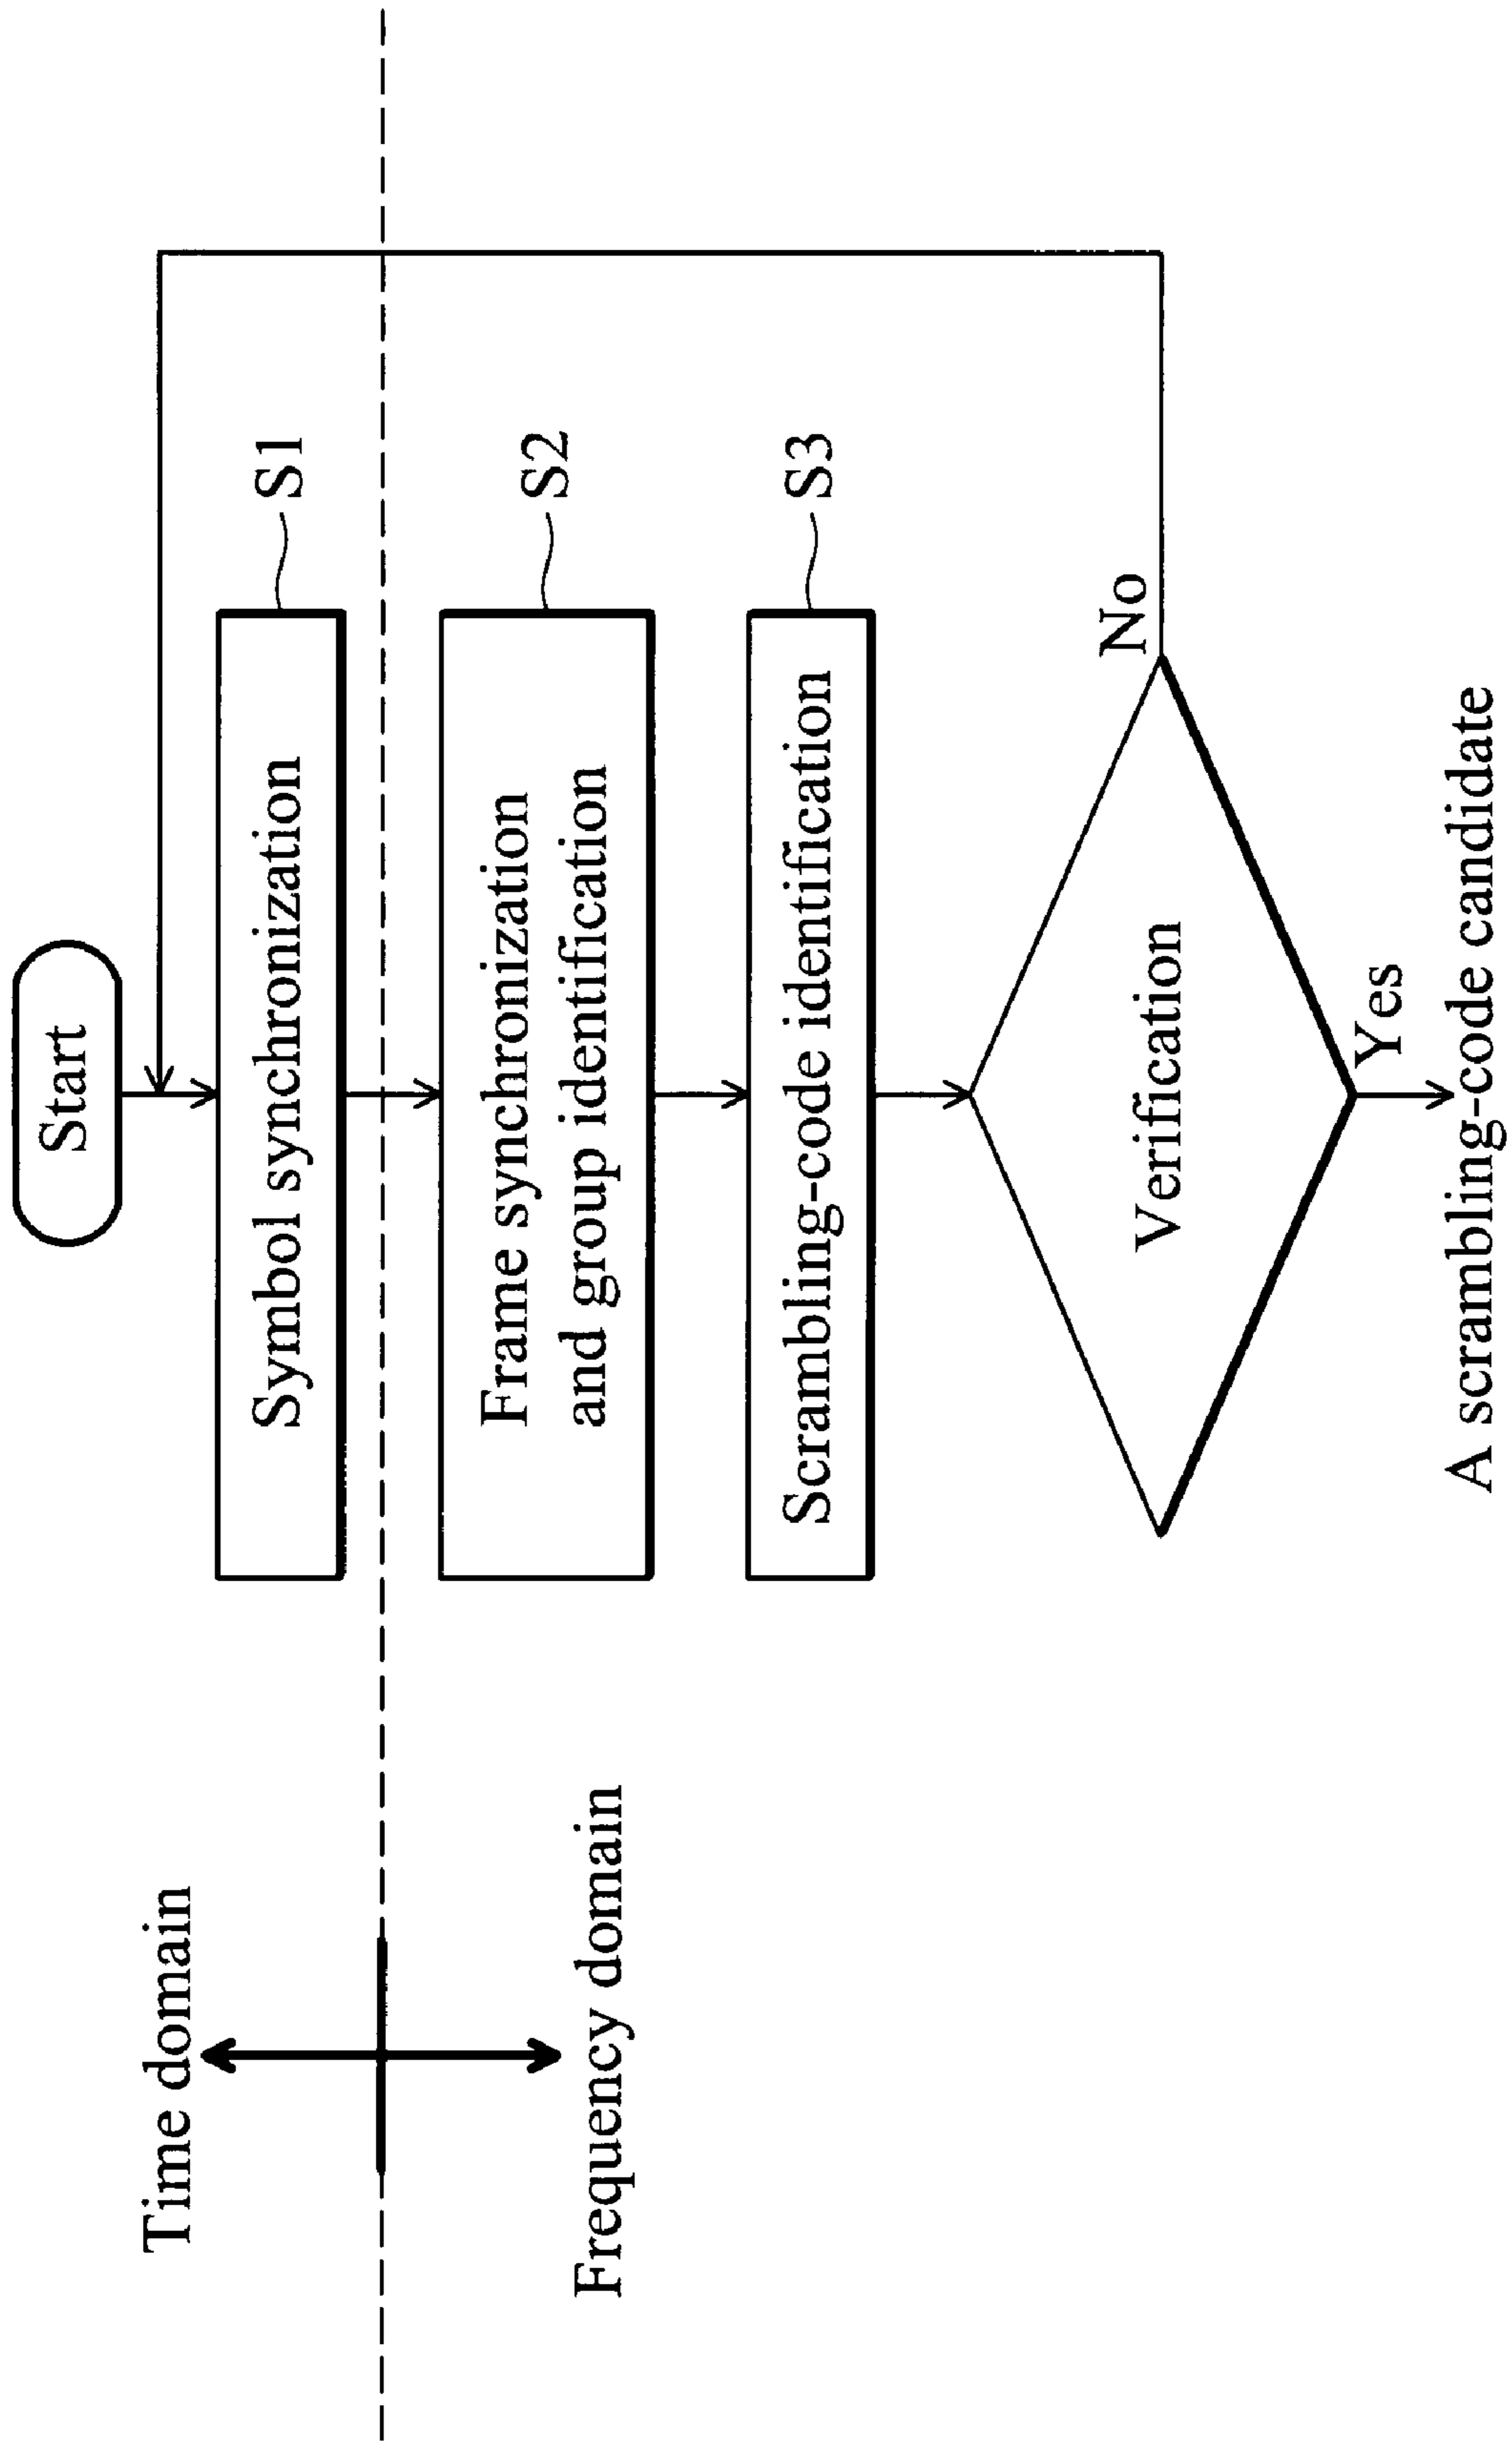 Start
Time domain
Symbol synchronization
S1
Frequency domain
Frame synchronization
and group identification
S2
Scrambling-code identification
S3
Verification
No
Yes
A scrambling-code candidate